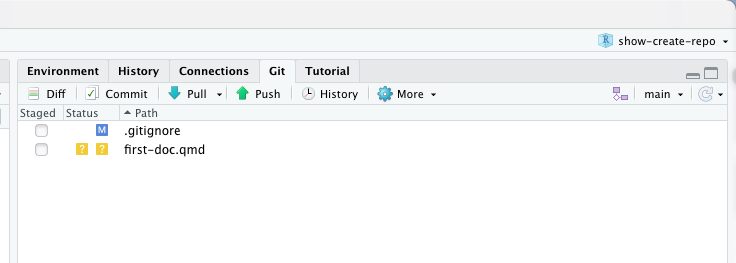 R show-create-repo
Environment History Connections Git Tutorial
Diff Commit Pull Push History More main
Staged Status Path
M .gitignore
? ? first-doc.qmd